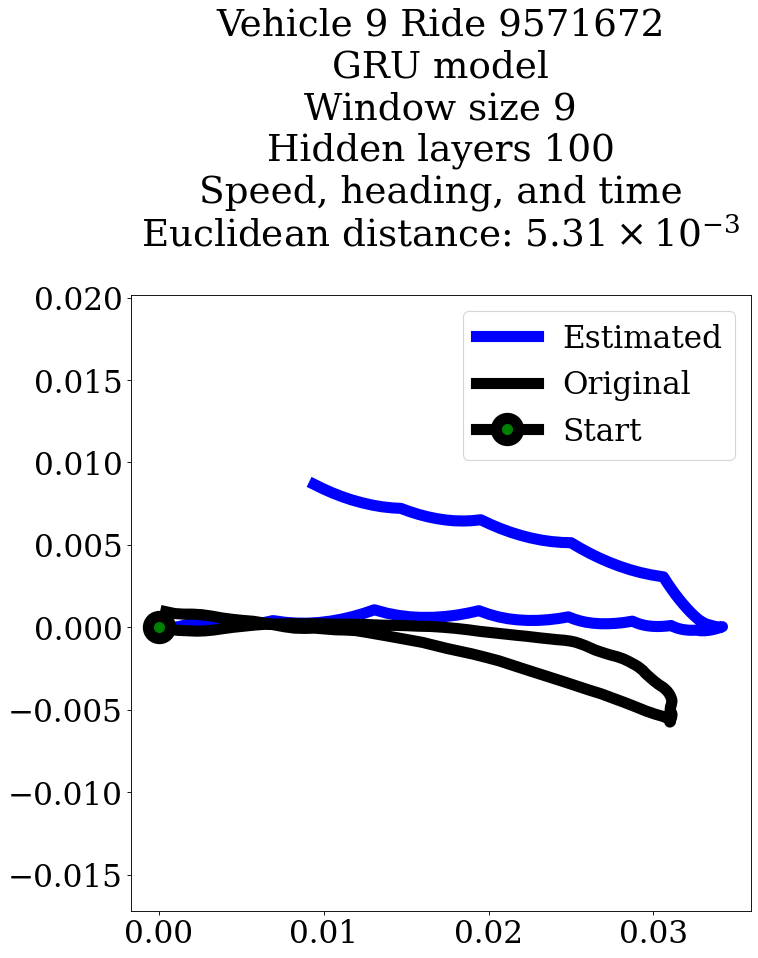 Vehicle 9 Ride 9571672
GRU model
Window size 9
Hidden layers 100
Speed, heading, and time
Euclidean distance: 5.31 × 10⁻³
0.020
0.015
0.010
0.005
0.000
−0.005
−0.010
−0.015
Estimated
Original
Start
0.00 0.01 0.02 0.03